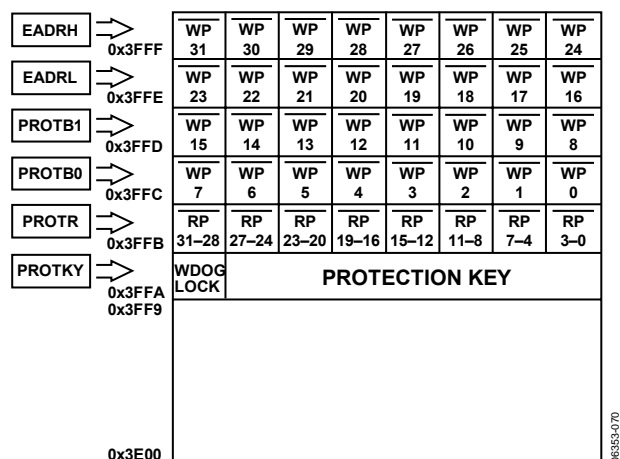 EADRH
0x3FFF
WP 31 WP 30 WP 29 WP 28 WP 27 WP 26 WP 25 WP 24
EADRL
0x3FFE
WP 23 WP 22 WP 21 WP 20 WP 19 WP 18 WP 17 WP 16
PROTB1
0x3FFD
WP 15 WP 14 WP 13 WP 12 WP 11 WP 10 WP 9 WP 8
PROTB0
0x3FFC
WP 7 WP 6 WP 5 WP 4 WP 3 WP 2 WP 1 WP 0
PROTR
0x3FFB
RP 31–28 RP 27–24 RP 23–20 RP 19–16 RP 15–12 RP 11–8 RP 7–4 RP 3–0
PROTKY
0x3FFA
WDOG
LOCK
PROTECTION KEY
0x3FF9
0x3E00
06353-070